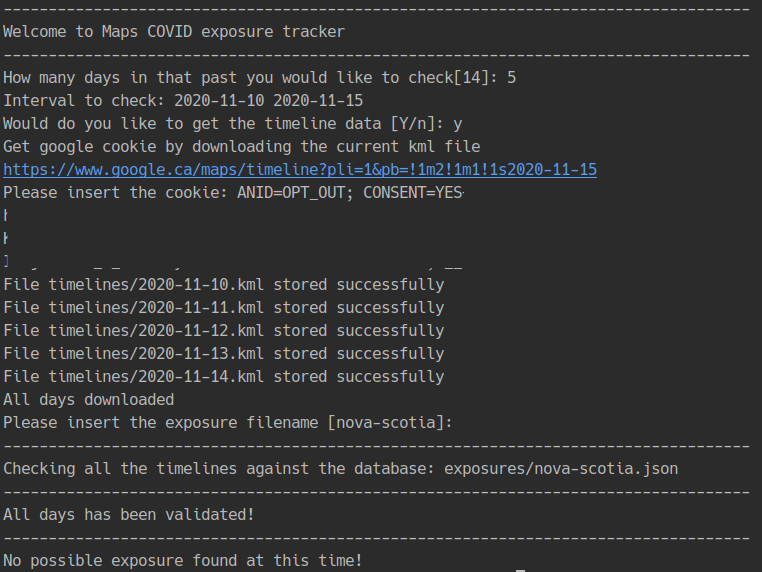 --------------------------------------------------------------------------------
Welcome to Maps COVID exposure tracker
--------------------------------------------------------------------------------
How many days in that past you would like to check[14]: 5
Interval to check: 2020-11-10 2020-11-15
Would do you like to get the timeline data [Y/n]: y
Get google cookie by downloading the current kml file
https://www.google.ca/maps/timeline?pli=1&pb=!1m2!1m1!1s2020-11-15
Please insert the cookie: ANID=OPT_OUT; CONSENT=YES
File timelines/2020-11-10.kml stored successfully
File timelines/2020-11-11.kml stored successfully
File timelines/2020-11-12.kml stored successfully
File timelines/2020-11-13.kml stored successfully
File timelines/2020-11-14.kml stored successfully
All days downloaded
Please insert the exposure filename [nova-scotia]:
--------------------------------------------------------------------------------
Checking all the timelines against the database: exposures/nova-scotia.json
--------------------------------------------------------------------------------
All days has been validated!
--------------------------------------------------------------------------------
No possible exposure found at this time!